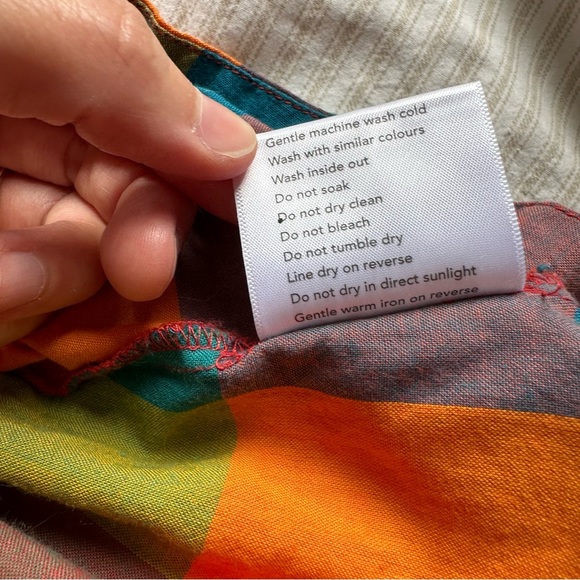 Gentle machine wash cold
Wash with similar colours
Wash inside out
Do not soak
Do not dry clean
Do not bleach
Do not tumble dry
Line dry on reverse
Do not dry in direct sunlight
Gentle warm iron on reverse